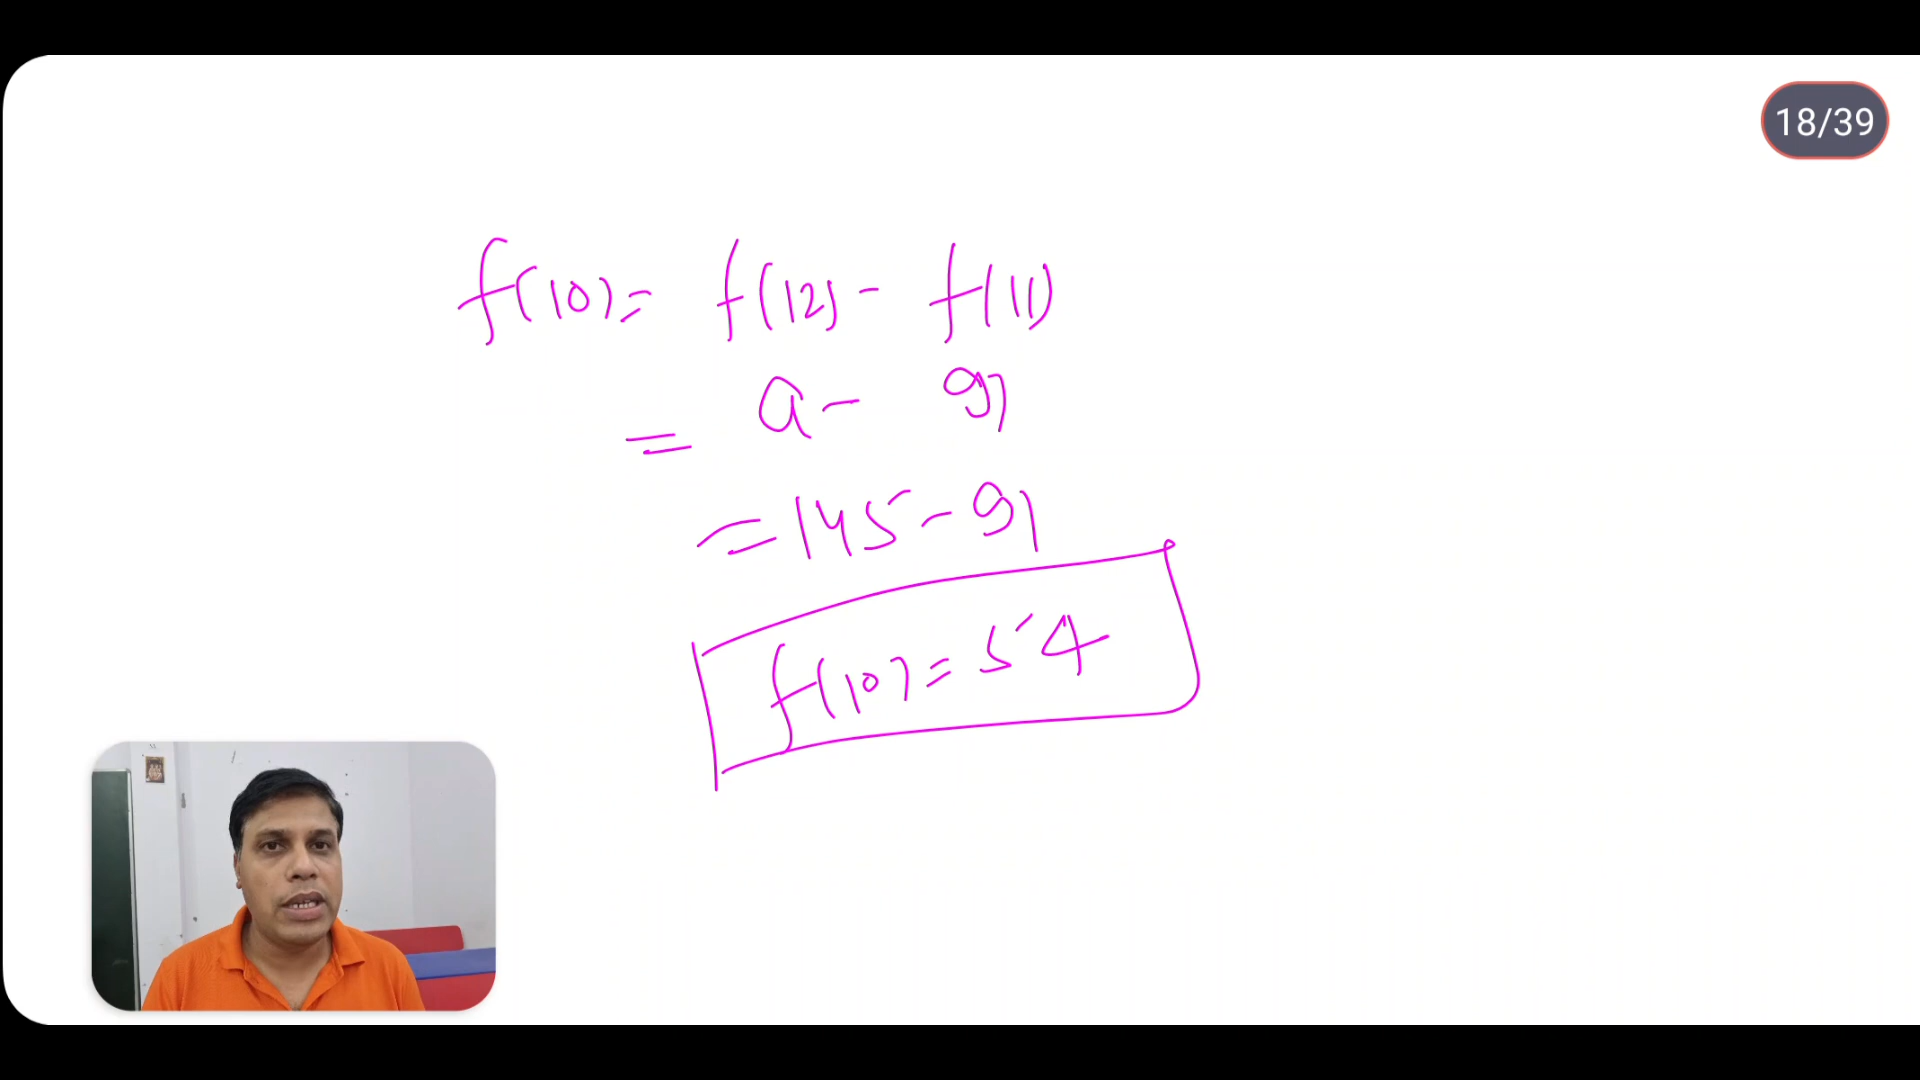 18/39
f(10) = f(12) - f(11)
= a - 91
= 145 - 91
f(10) = 54